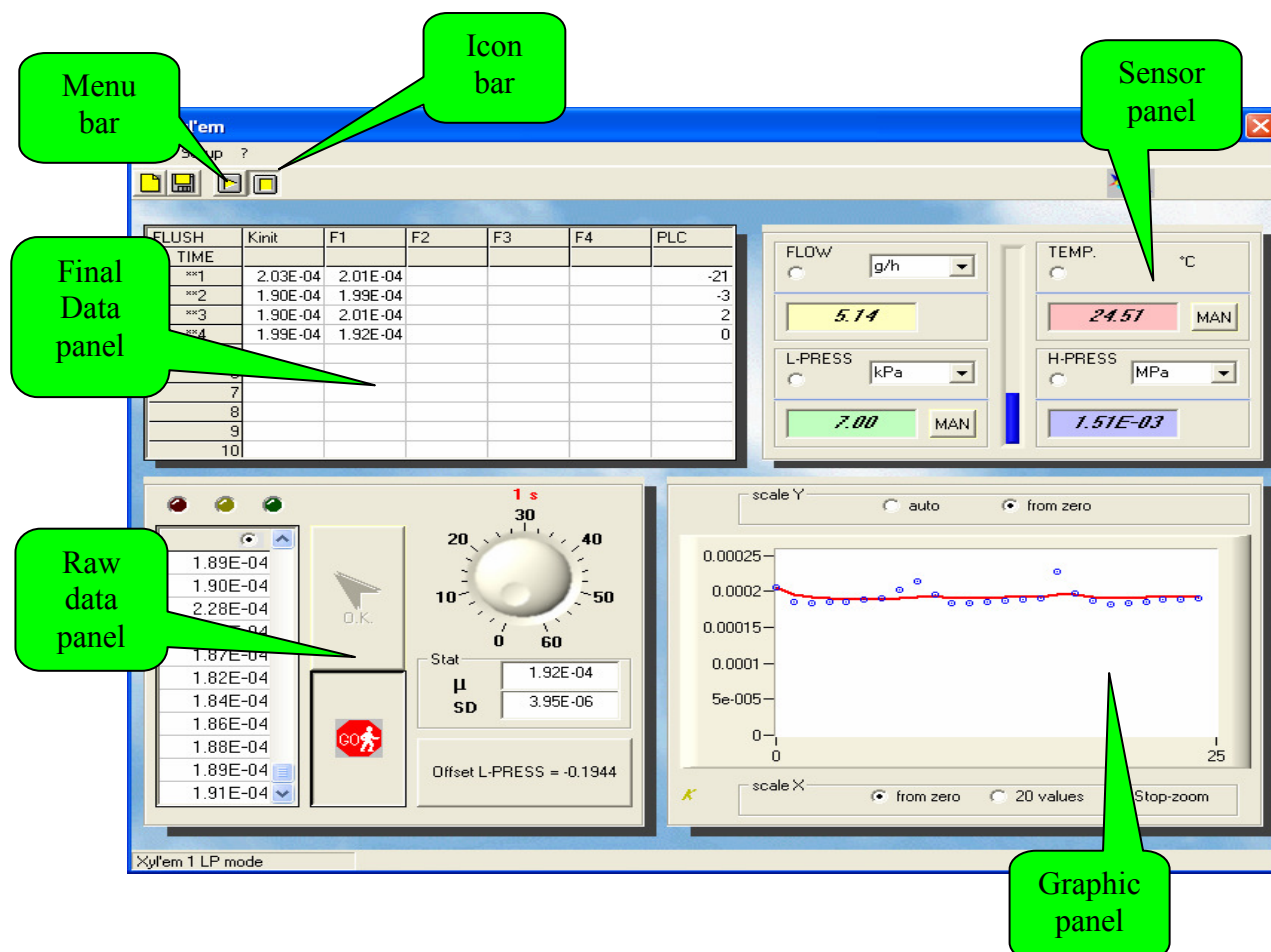 Icon
bar
Menu
bar
Sensor
panel
Setup ?
FLUSH Kinit F1 F2 F3 F4 PLC
TIME
**1 2.03E-04 2.01E-04 -21
**2 1.90E-04 1.99E-04 -3
**3 1.90E-04 2.01E-04 2
**4 1.99E-04 1.92E-04 0
7
8
9
10
Final
Data
panel
FLOW
g/h
5.14
TEMP.
°C
24.51
MAN
L-PRESS
kPa
7.00
MAN
H-PRESS
MPa
1.51E-03
Raw
data
panel
1.89E-04
1.90E-04
2.28E-04
1.87E-04
1.82E-04
1.84E-04
1.86E-04
1.88E-04
1.89E-04
1.91E-04
O.K.
GO
1 s
0
10
20
30
40
50
60
Stat
µ 1.92E-04
SD 3.95E-06
Offset L-PRESS = -0.1944
scale Y
auto
from zero
0.00025
0.0002
0.00015
0.0001
5e-005
0
0
25
K
scale X
from zero
20 values
Stop-zoom
Xyl'em 1 LP mode
Graphic
panel